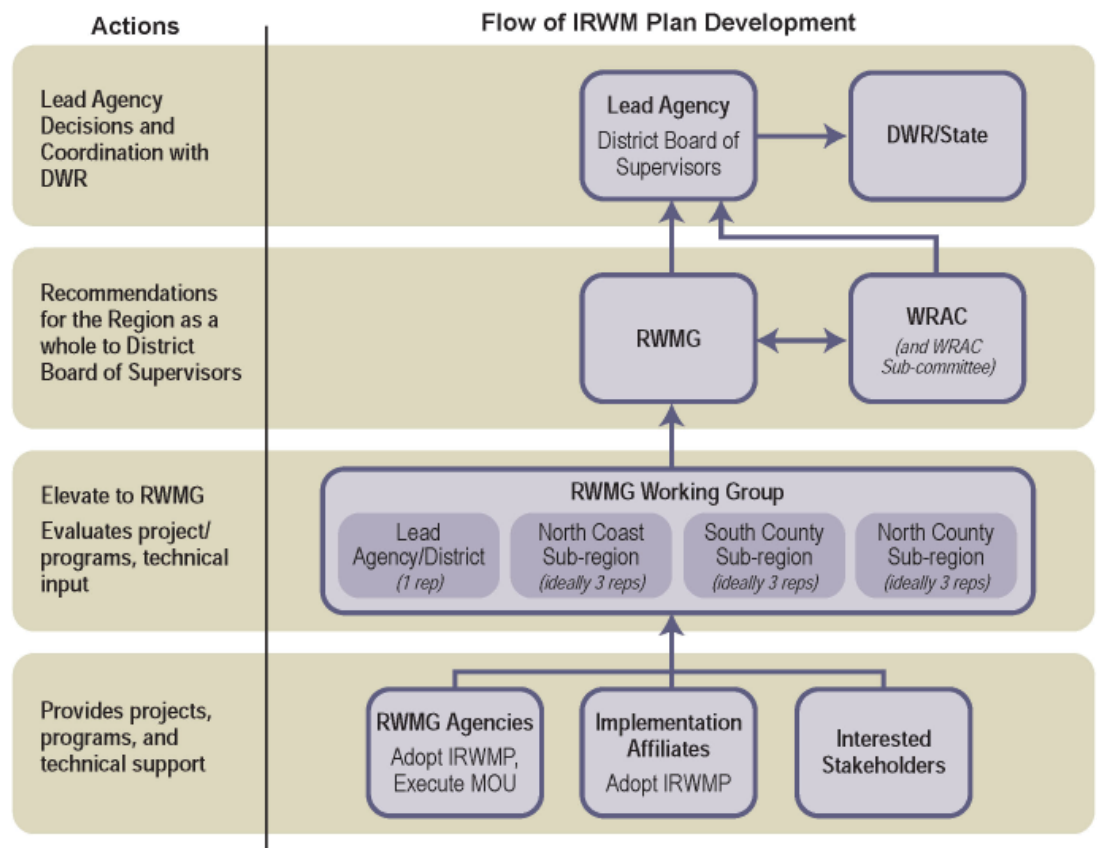 Actions
Flow of IRWM Plan Development
Lead Agency
Decisions and
Coordination with
DWR
Lead Agency
District Board of
Supervisors
DWR/State
Recommendations
for the Region as a
whole to District
Board of Supervisors
RWMG
WRAC
(and WRAC
Sub-committee)
Elevate to RWMG
Evaluates project/
programs, technical
input
RWMG Working Group
Lead
Agency/District
(1 rep)
North Coast
Sub-region
(ideally 3 reps)
South County
Sub-region
(ideally 3 reps)
North County
Sub-region
(ideally 3 reps)
Provides projects,
programs, and
technical support
RWMG Agencies
Adopt IRWMP,
Execute MOU
Implementation
Affiliates
Adopt IRWMP
Interested
Stakeholders